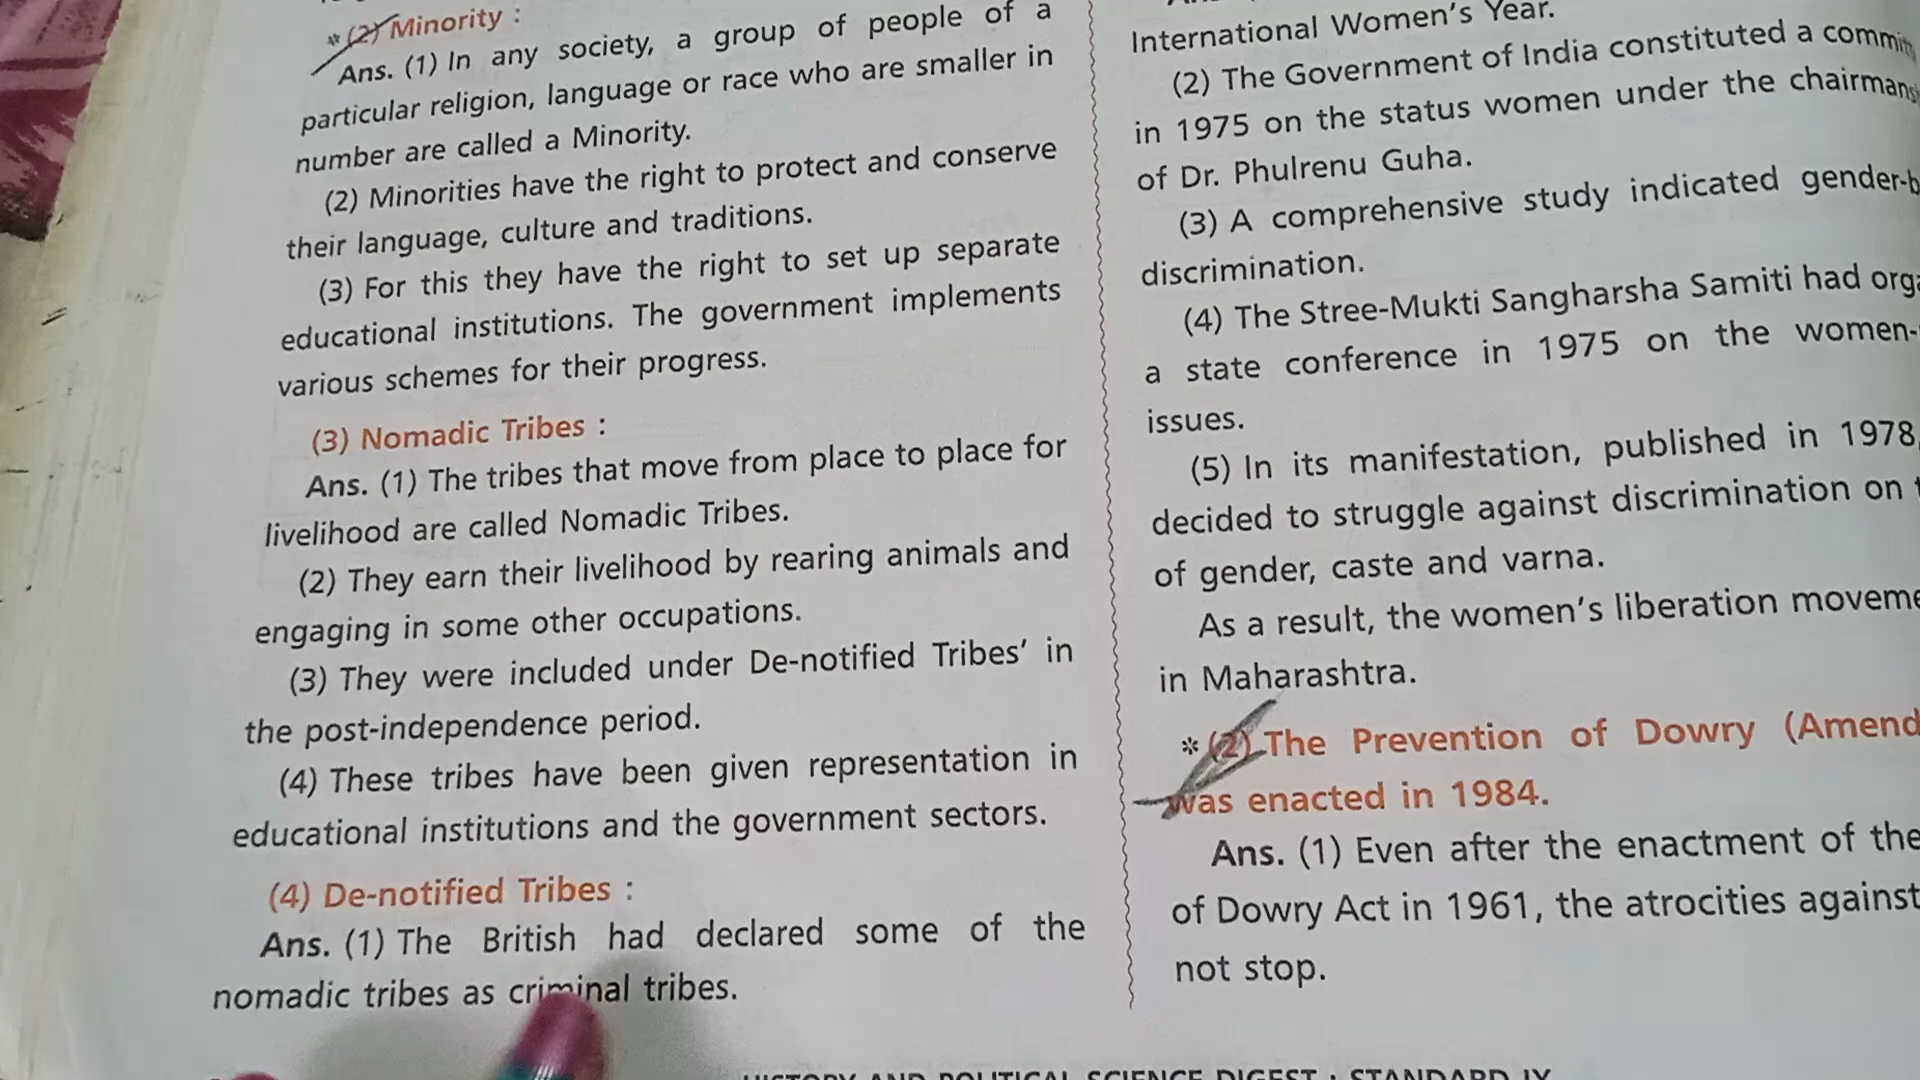 *(2) Minority :
Ans. (1) In any society, a group of people of a
particular religion, language or race who are smaller in
number are called a Minority.
(2) Minorities have the right to protect and conserve
their language, culture and traditions.
(3) For this they have the right to set up separate
educational institutions. The government implements
various schemes for their progress.
(3) Nomadic Tribes :
Ans. (1) The tribes that move from place to place for
livelihood are called Nomadic Tribes.
(2) They earn their livelihood by rearing animals and
engaging in some other occupations.
(3) They were included under De-notified Tribes' in
the post-independence period.
(4) These tribes have been given representation in
educational institutions and the government sectors.
(4) De-notified Tribes :
Ans. (1) The British had declared some of the
nomadic tribes as criminal tribes.
International Women's Year.
(2) The Government of India constituted a
in 1975 on the status women under the
of Dr. Phulrenu Guha.
(3) A comprehensive study indicated
discrimination.
(4) The Stree-Mukti Sangharsha Samiti had
a state conference in 1975 on the
issues.
(5) In its manifestation, published in 1978,
decided to struggle against discrimination on
of gender, caste and varna.
As a result, the women's liberation
in Maharashtra.
*(2) The Prevention of Dowry
was enacted in 1984.
Ans. (1) Even after the enactment of the
of Dowry Act in 1961, the atrocities against
not stop.
HISTORY AND POLITICAL SCIENCE DIGEST : STANDARD IX